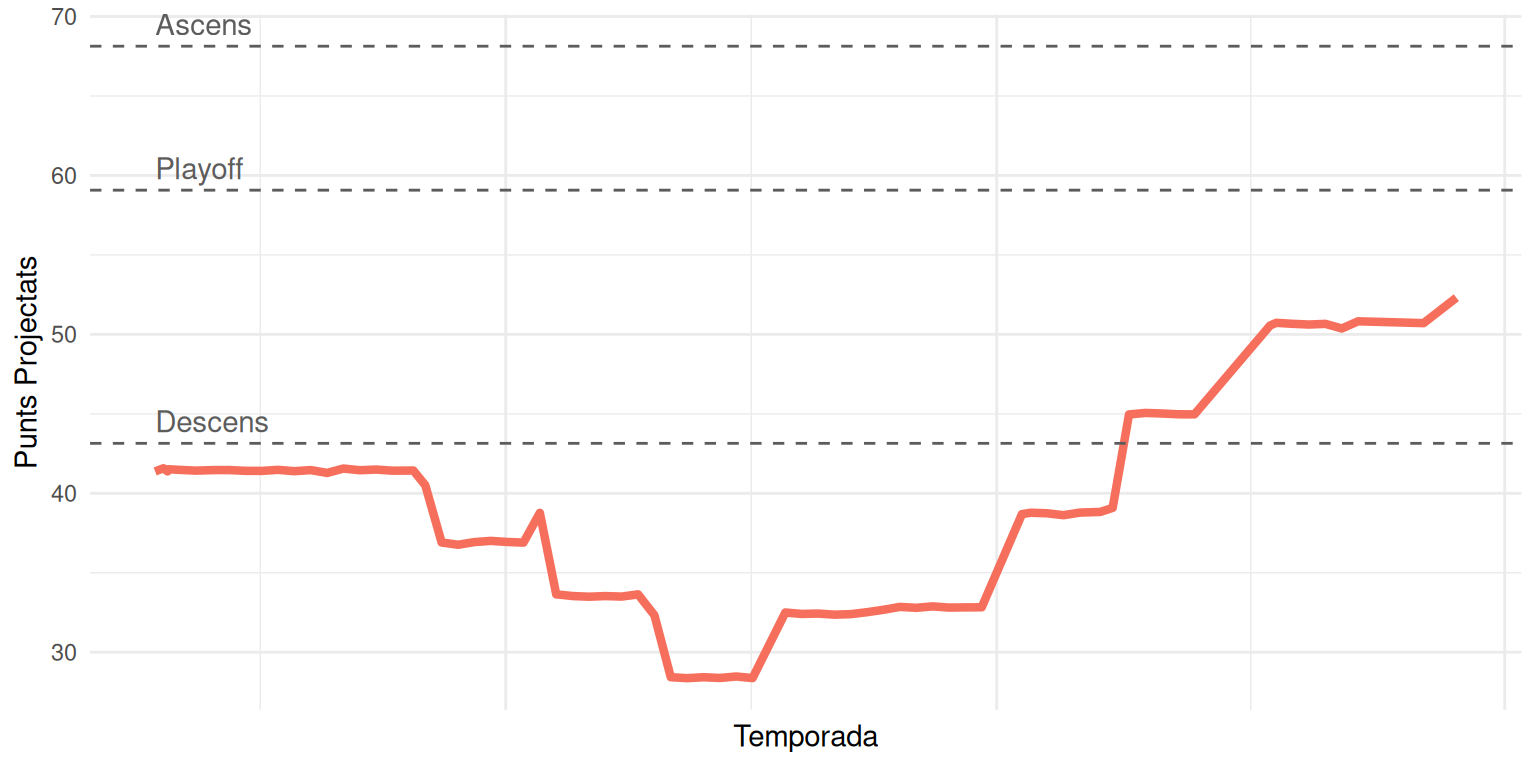 70
Ascens
Playoff
60
50
Descens
40
30
Punts Projectats
Temporada